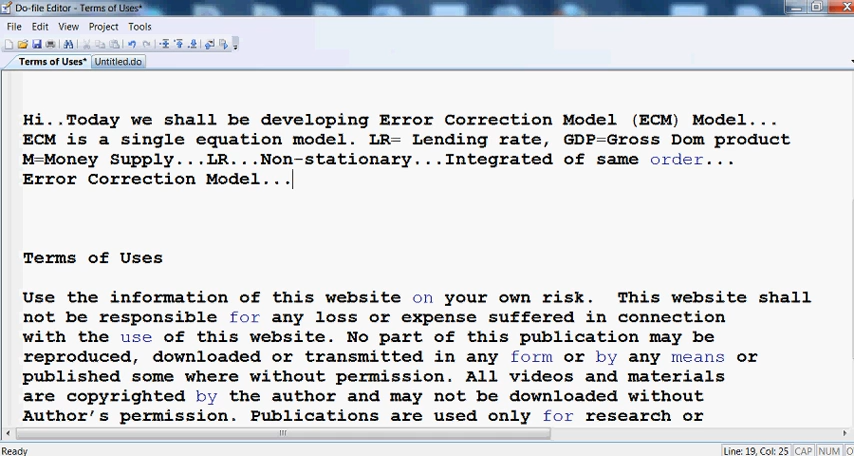 Do-file Editor - Terms of Uses*
File Edit View Project Tools
Terms of Uses* Untitled.do
Hi..Today we shall be developing Error Correction Model (ECM) Model...
ECM is a single equation model. LR= Lending rate, GDP=Gross Dom product
M=Money Supply...LR...Non-stationary...Integrated of same order...
Error Correction Model...
Terms of Uses
Use the information of this website on your own risk.  This website shall
not be responsible for any loss or expense suffered in connection
with the use of this website. No part of this publication may be
reproduced, downloaded or transmitted in any form or by any means or
published some where without permission. All videos and materials
are copyrighted by the author and may not be downloaded without
Author's permission. Publications are used only for research or
Ready Line: 19, Col: 25 CAP NUM